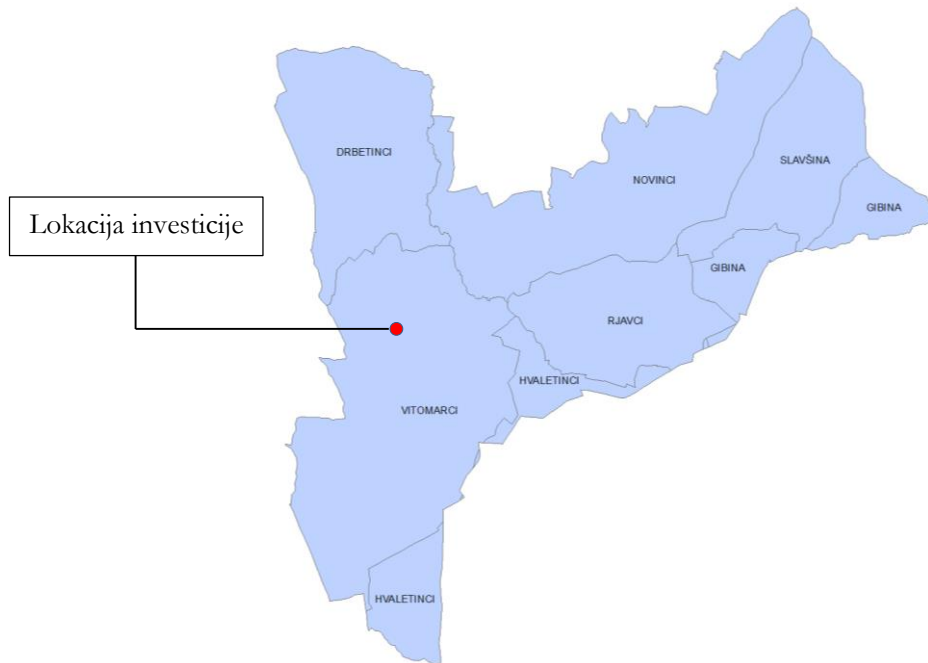 DRBETINCI
SLAVŠINA
NOVINCI
GIBINA
Lokacija investicije
GIBINA
RJAVCI
HVALETINCI
VITOMARCI
HVALETINCI